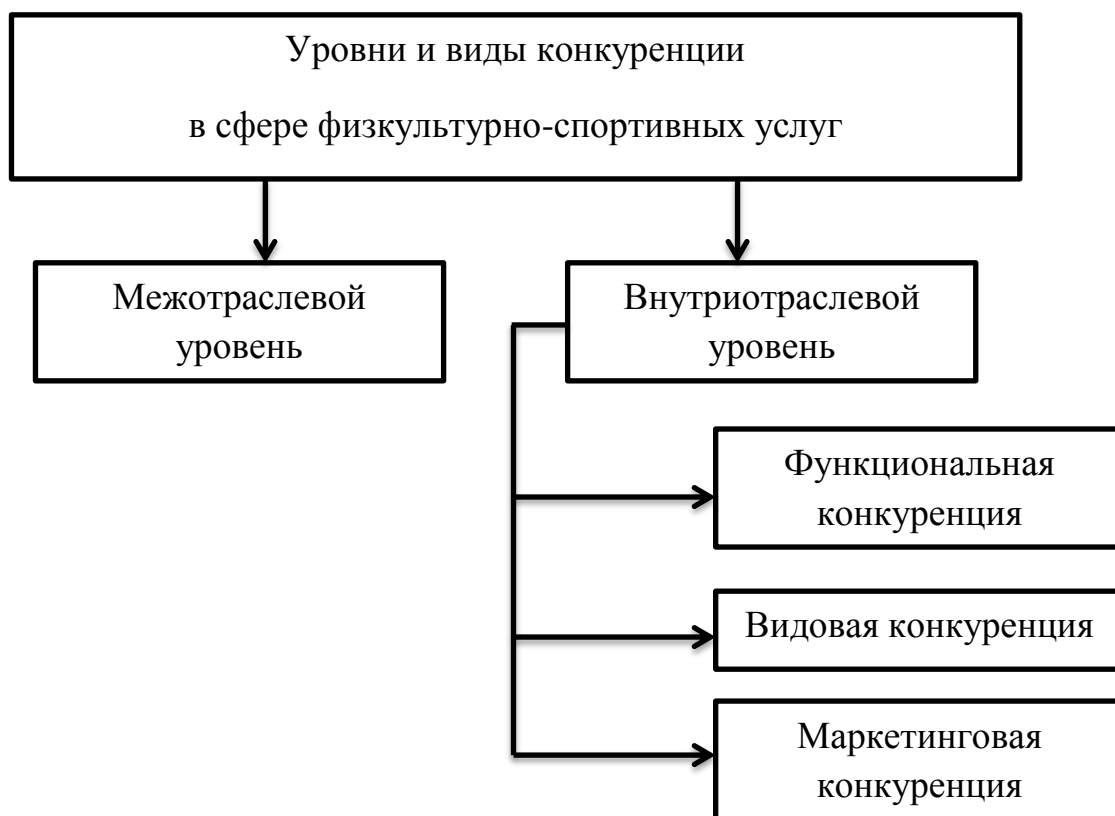 Уровни и виды конкуренции
в сфере физкультурно-спортивных услуг
Межотраслевой
уровень
Внутриотраслевой
уровень
Функциональная
конкуренция
Видовая конкуренция
Маркетинговая
конкуренция